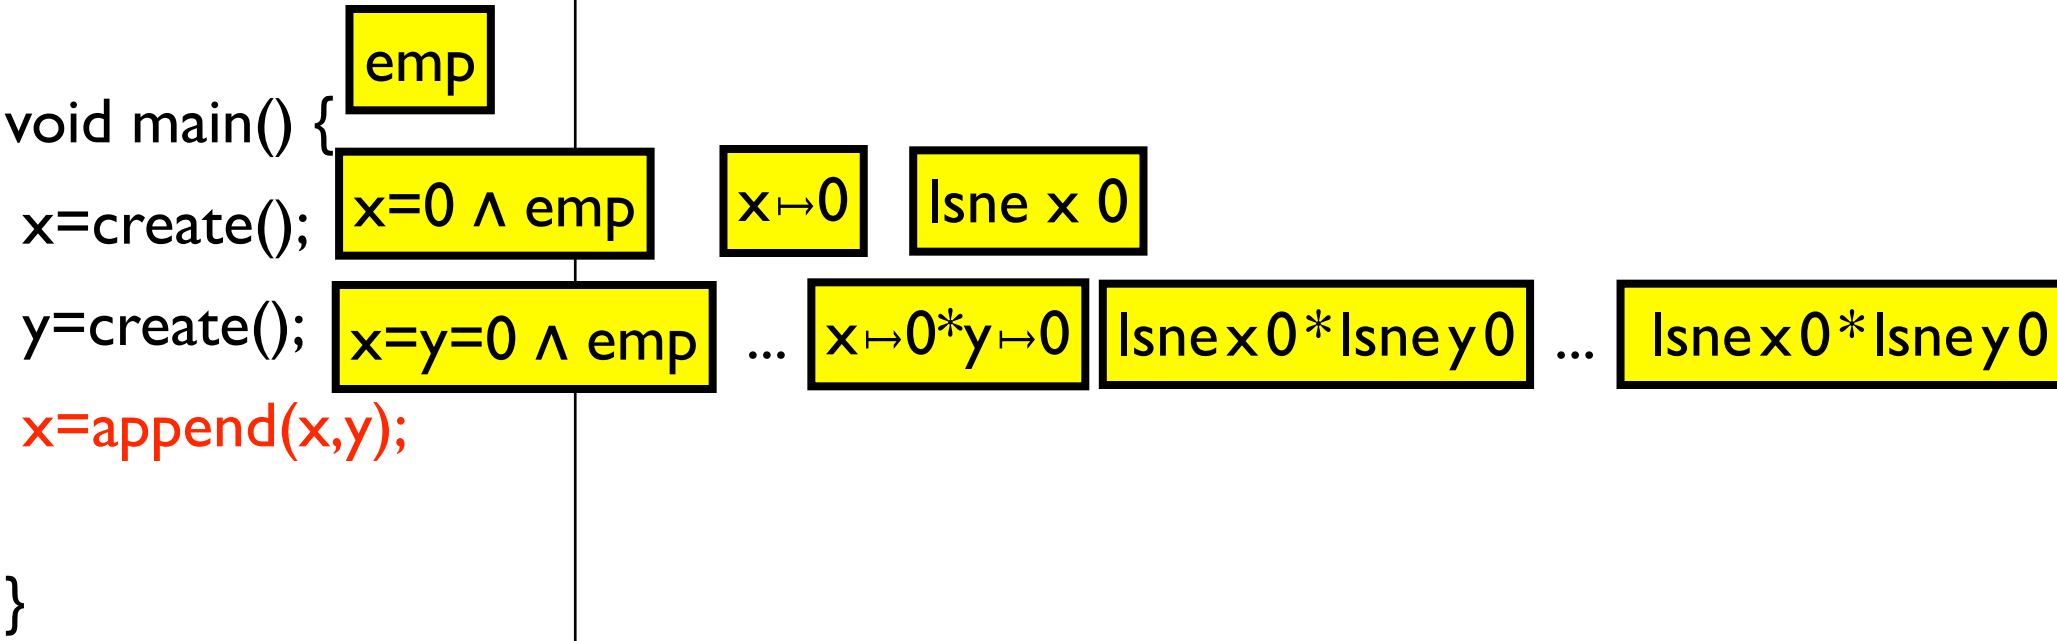 emp
void main() {
x=create(); x=0 ∧ emp x↦0 lsne x 0
y=create(); x=y=0 ∧ emp ... x↦0*y↦0 lsne x 0 * lsne y 0 ... lsne x 0 * lsne y 0
x=append(x,y);
}